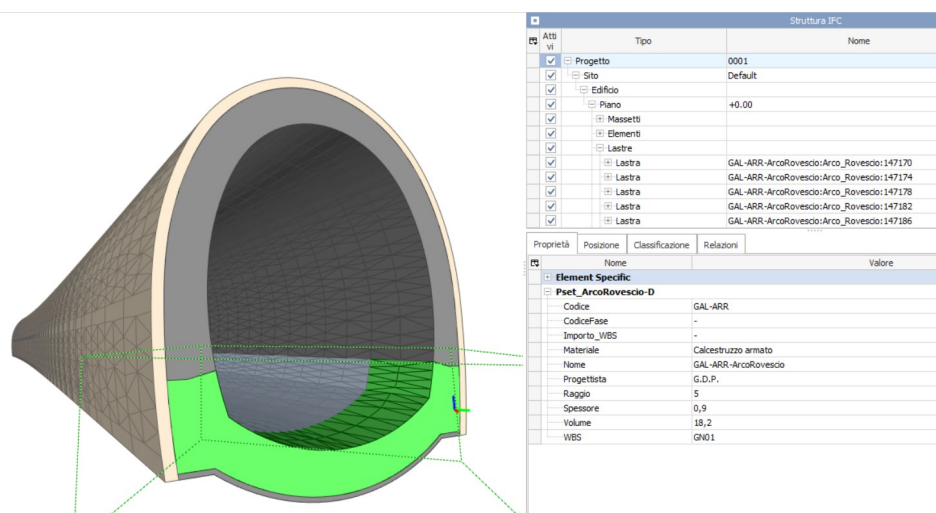 Struttura IFC
Atti vi Tipo Nome
Progetto 0001
Sito Default
Edificio
Piano +0.00
Massetti
Elementi
Lastre
Lastra GAL-ARR-ArcoRovescio:Arco_Rovescio:147170
Lastra GAL-ARR-ArcoRovescio:Arco_Rovescio:147174
Lastra GAL-ARR-ArcoRovescio:Arco_Rovescio:147178
Lastra GAL-ARR-ArcoRovescio:Arco_Rovescio:147182
Lastra GAL-ARR-ArcoRovescio:Arco_Rovescio:147186
Proprietà Posizione Classificazione Relazioni
Nome Valore
Element Specific
Pset_ArcoRovescio-D
Codice GAL-ARR
CodiceFase -
Importo_WBS -
Materiale Calcestruzzo armato
Nome GAL-ARR-ArcoRovescio
Progettista G.D.P.
Raggio 5
Spessore 0,9
Volume 18,2
WBS GN01